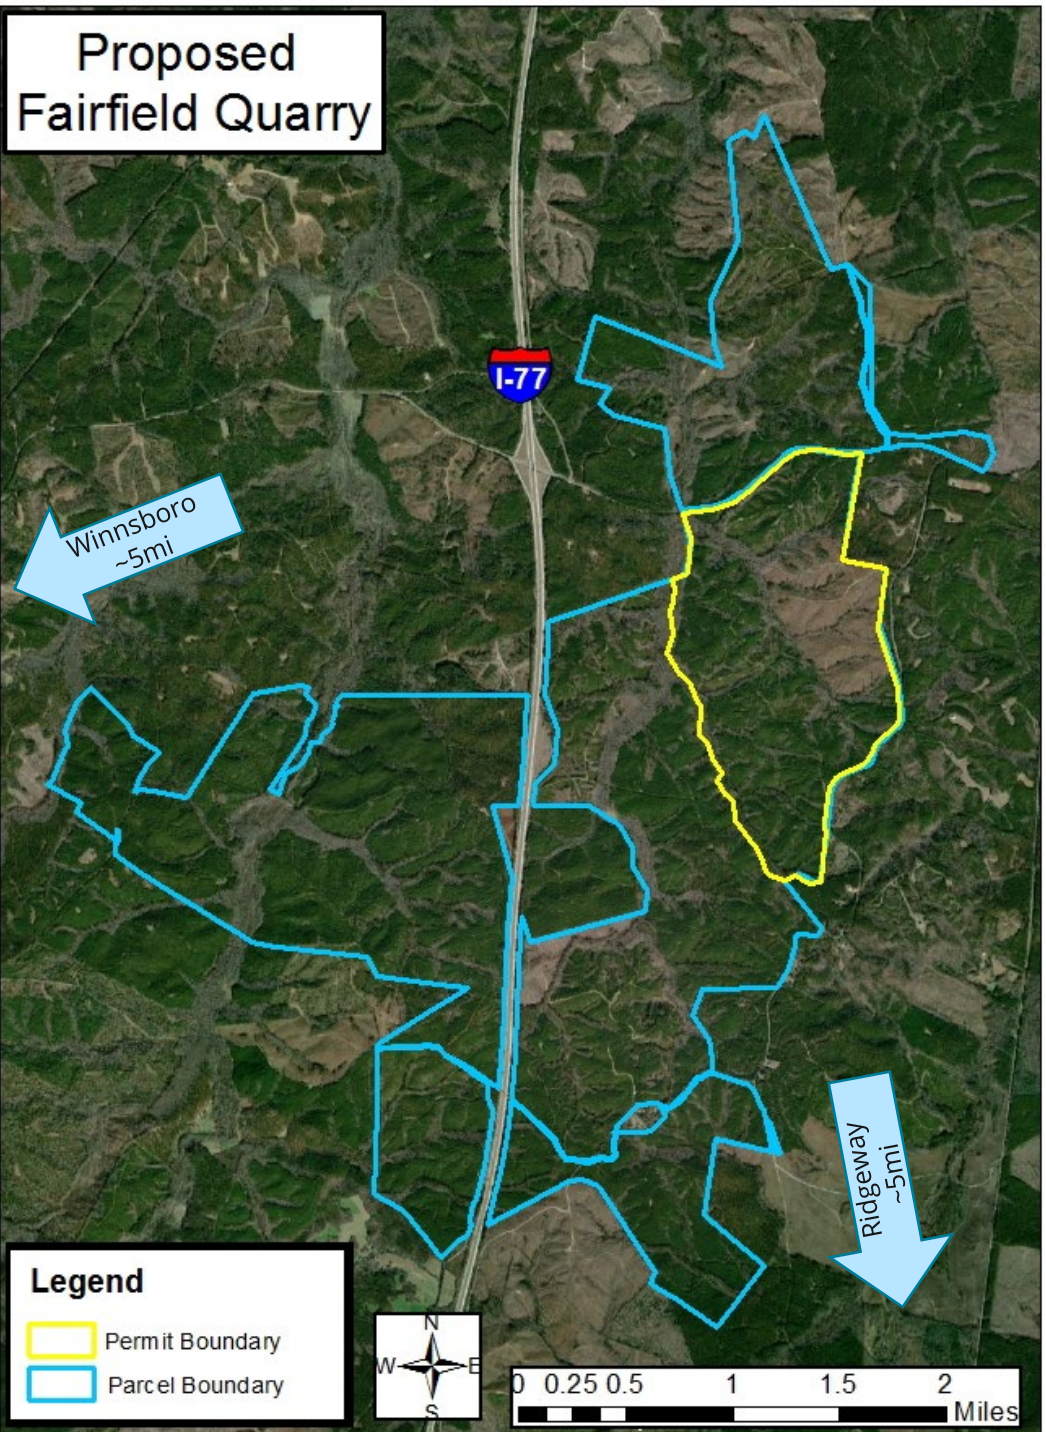 Proposed
Fairfield Quarry
I-77
Winnsboro
~5mi
Ridgeway
~5mi
Legend
Permit Boundary
Parcel Boundary
N
W E
S
0 0.25 0.5 1 1.5 2
Miles